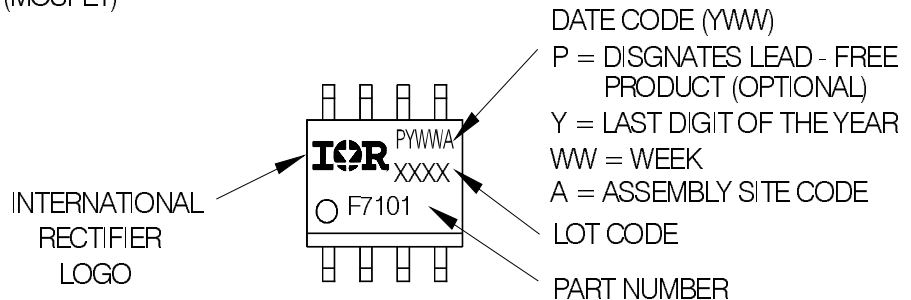 (MOSFET)
DATE CODE (YWW)
P = DISGNATES LEAD - FREE
PRODUCT (OPTIONAL)
Y = LAST DIGIT OF THE YEAR
WW = WEEK
A = ASSEMBLY SITE CODE
LOT CODE
PART NUMBER
PYWWA
IOR
XXXX
F7101
INTERNATIONAL
RECTIFIER
LOGO